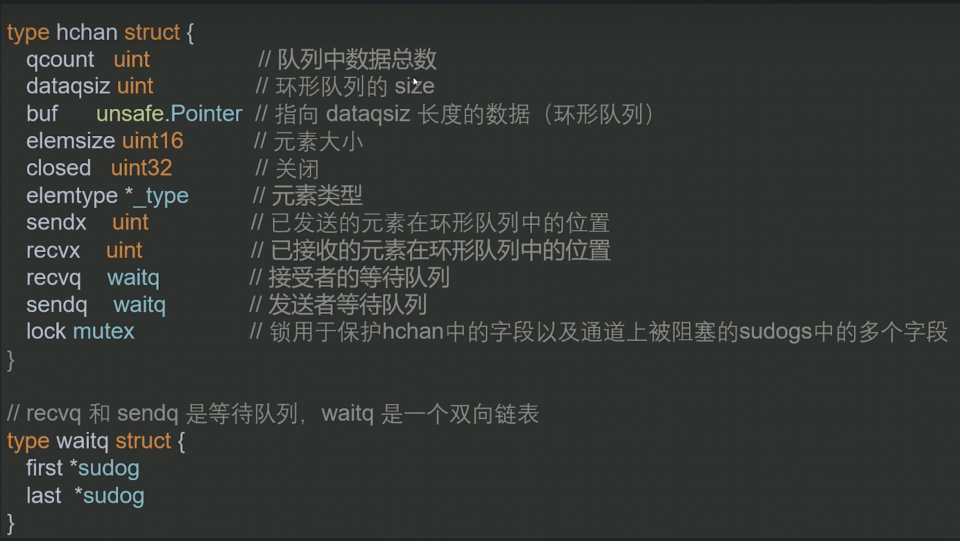 type hchan struct {
qcount uint // 队列中数据总数
dataqsiz uint // 环形队列的 size
buf unsafe.Pointer // 指向 dataqsiz 长度的数据（环形队列）
elemsize uint16 // 元素大小
closed uint32 // 关闭
elemtype *_type // 元素类型
sendx uint // 已发送的元素在环形队列中的位置
recvx uint // 已接收的元素在环形队列中的位置
recvq waitq // 接受者的等待队列
sendq waitq // 发送者等待队列
lock mutex // 锁用于保护hchan中的字段以及通道上被阻塞的sudogs中的多个字段
}
// recvq 和 sendq 是等待队列，waitq 是一个双向链表
type waitq struct {
first *sudog
last *sudog
}